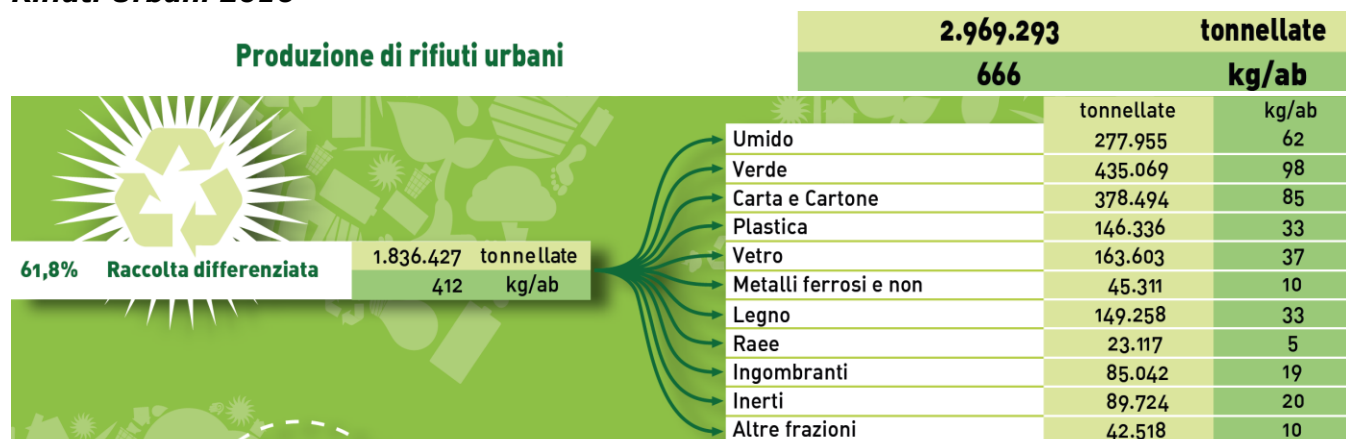 Rifiuti Urbani 2016
Produzione di rifiuti urbani
2.969.293 tonnellate
666 kg/ab
tonnellate kg/ab
Umido 277.955 62
Verde 435.069 98
Carta e Cartone 378.494 85
Plastica 146.336 33
Vetro 163.603 37
Metalli ferrosi e non 45.311 10
Legno 149.258 33
Raee 23.117 5
Ingombranti 85.042 19
Inerti 89.724 20
Altre frazioni 42.518 10
61,8% Raccolta differenziata 1.836.427 tonnellate
412 kg/ab